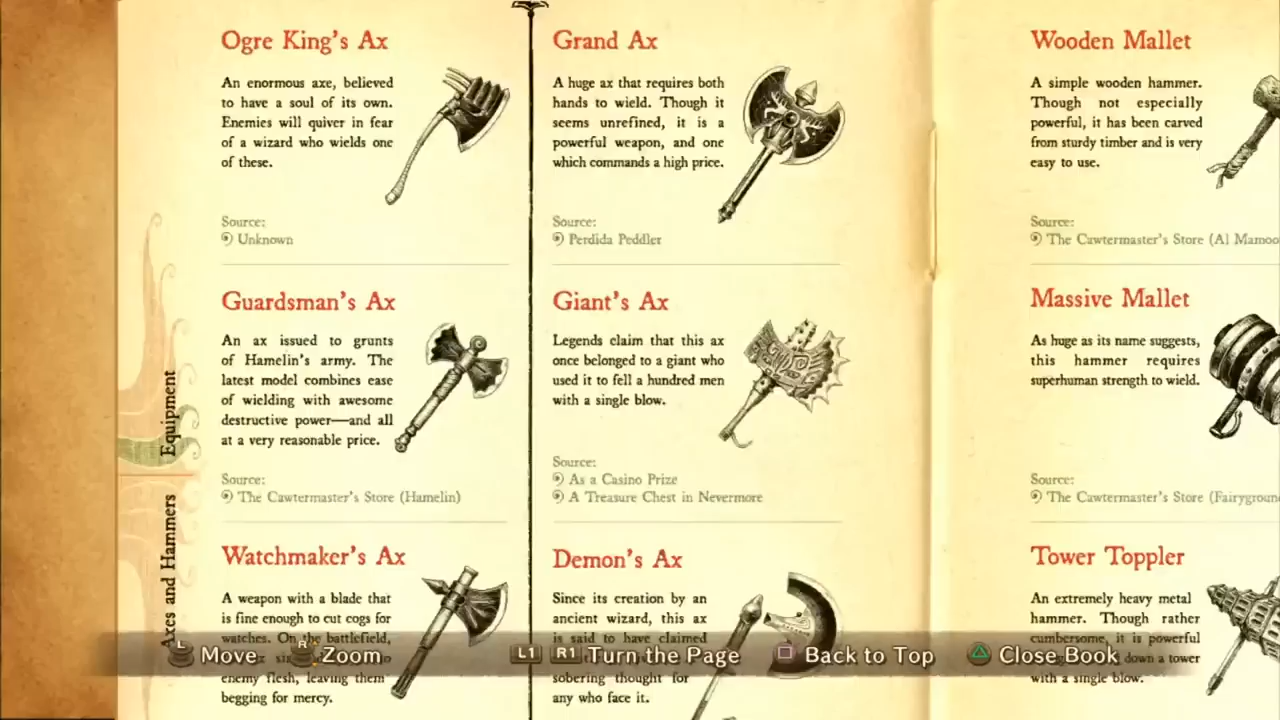 Ogre King's Ax
An enormous axe, believed
to have a soul of its own.
Enemies will quiver in fear
of a wizard who wields one
of these.
Source:
Unknown
Guardsman's Ax
An ax issued to grunts
of Hamelin's army. The
latest model combines ease
of wielding with awesome
destructive power—and all
at a very reasonable price.
Source:
The Cawtermaster's Store (Hamelin)
Watchmaker's Ax
A weapon with a blade that
is fine enough to cut cogs for
watches. On the battlefield,
enemy flesh, leaving them
begging for mercy.
Grand Ax
A huge ax that requires both
hands to wield. Though it
seems unrefined, it is a
powerful weapon, and one
which commands a high price.
Source:
Perdida Peddler
Giant's Ax
Legends claim that this ax
once belonged to a giant who
used it to fell a hundred men
with a single blow.
Source:
As a Casino Prize
A Treasure Chest in Nevermore
Demon's Ax
Since its creation by an
ancient wizard, this ax
is said to have claimed
sobering thought for
any who face it.
Wooden Mallet
A simple wooden hammer.
Though not especially
powerful, it has been carved
from sturdy timber and is very
easy to use.
Source:
The Cawtermaster's Store (Al Mamoo
Massive Mallet
As huge as its name suggests,
this hammer requires
superhuman strength to wield.
Source:
The Cawtermaster's Store (Fairygroun
Tower Toppler
An extremely heavy metal
hammer. Though rather
cumbersome, it is powerful
down a tower
with a single blow.
Equipment
Axes and Hammers
L Move R Zoom L1 R1 Turn the Page Back to Top Close Book